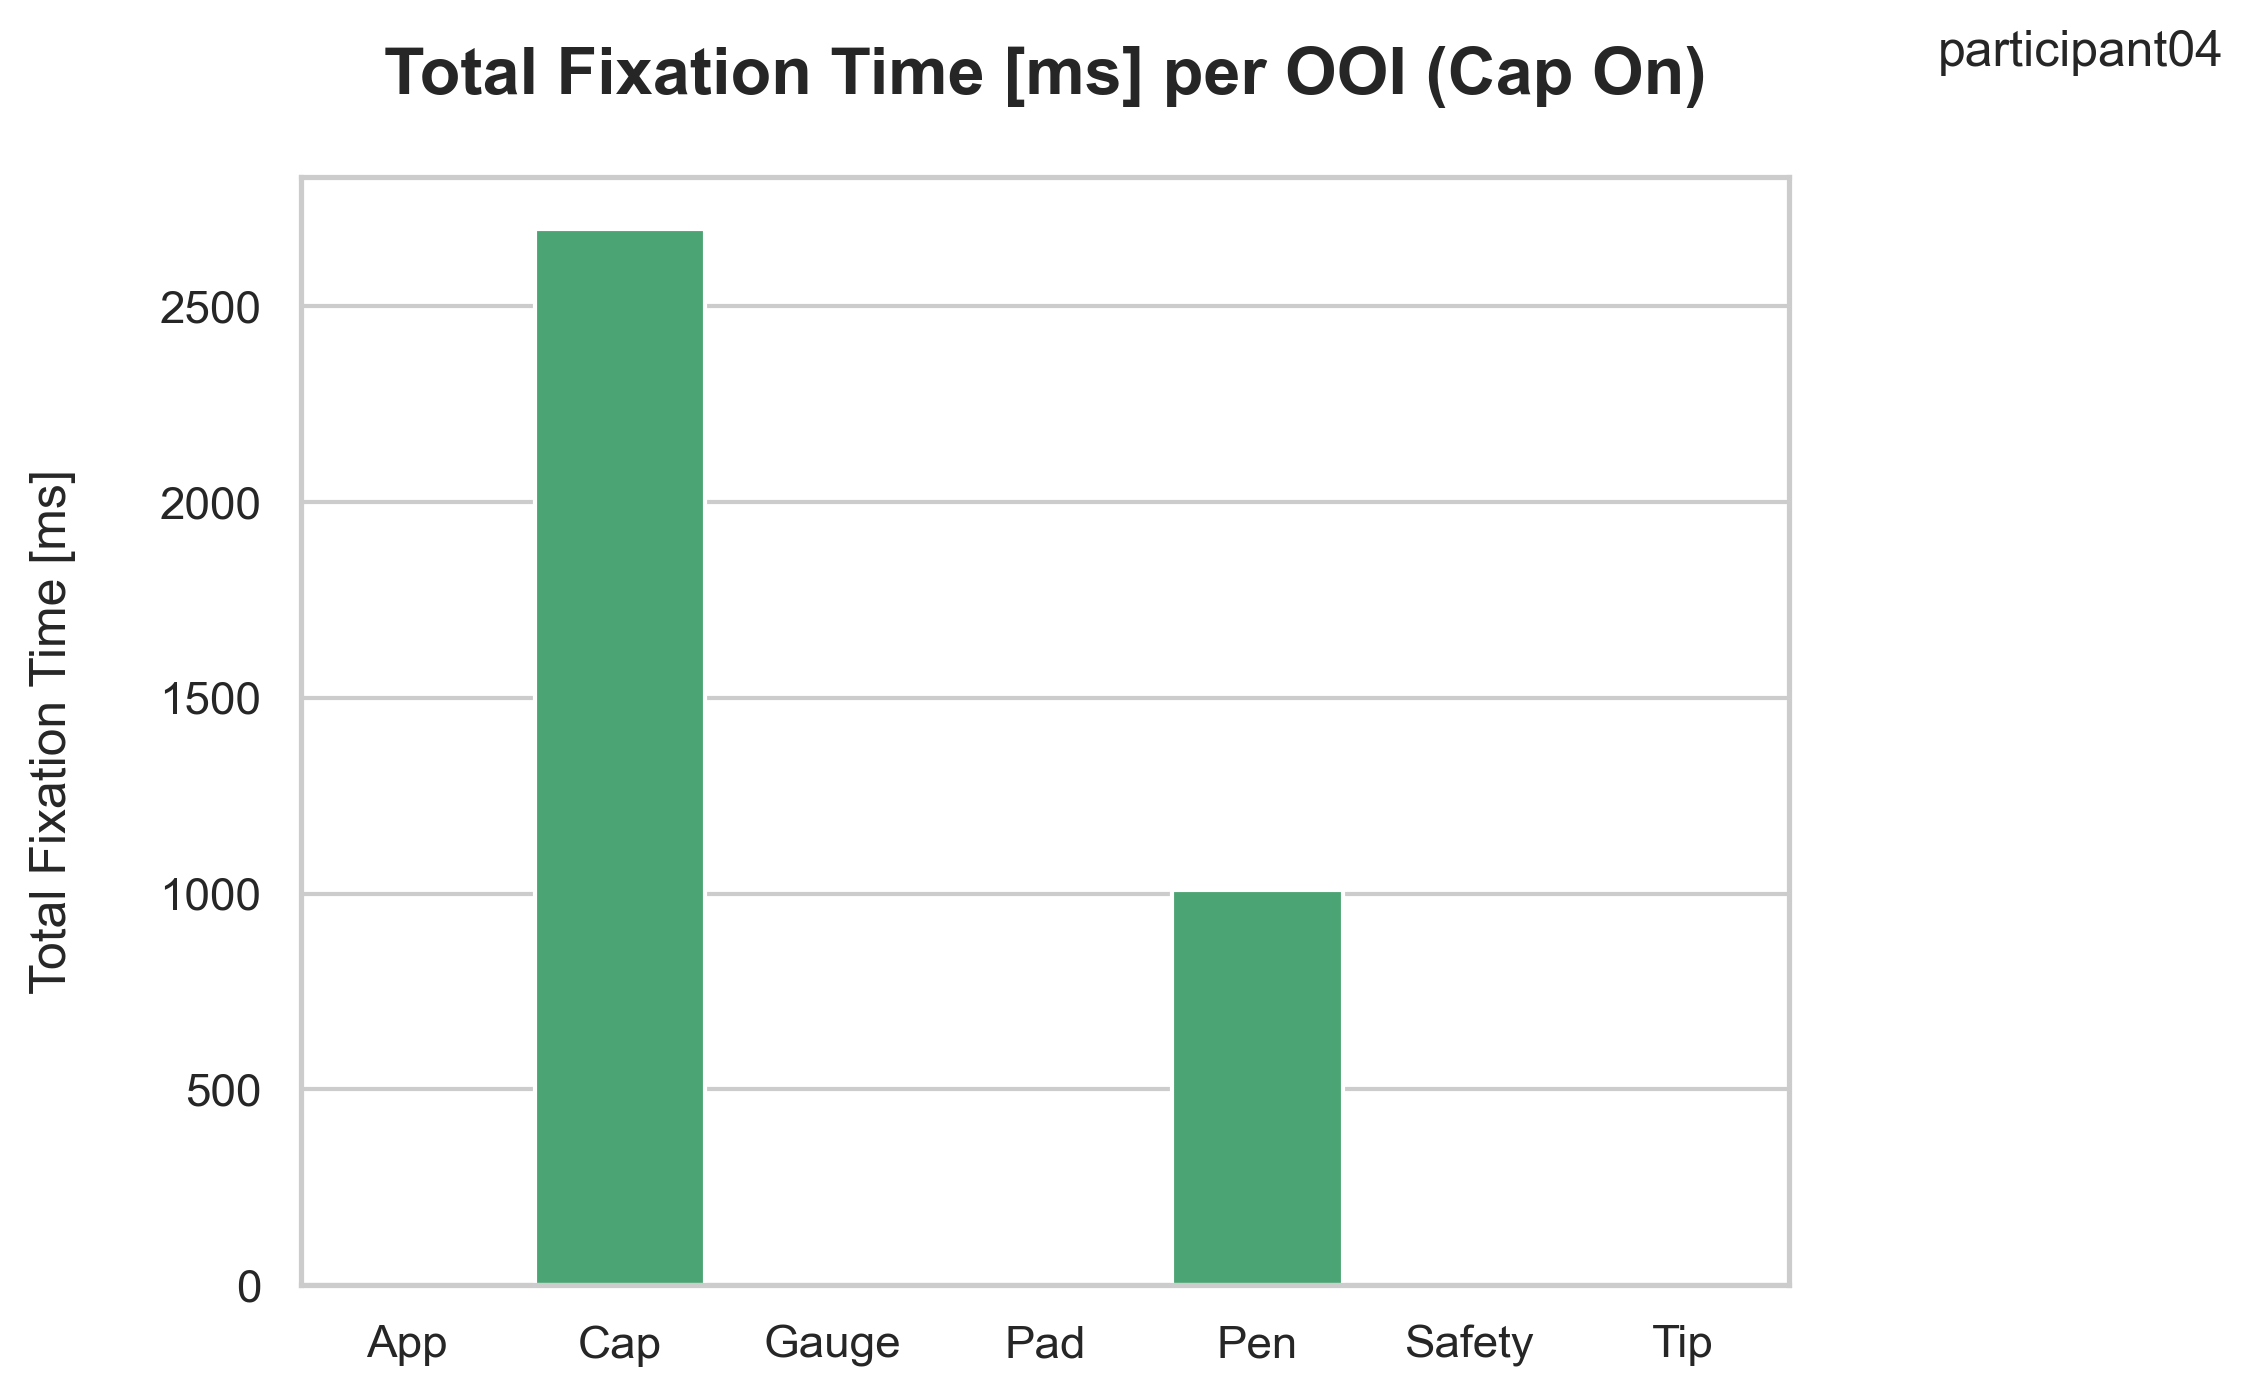 participant04
Total Fixation Time [ms] per OOI (Cap On)
Total Fixation Time [ms]
2500
2000
1500
1000
500
0
App Cap Gauge Pad Pen Safety Tip